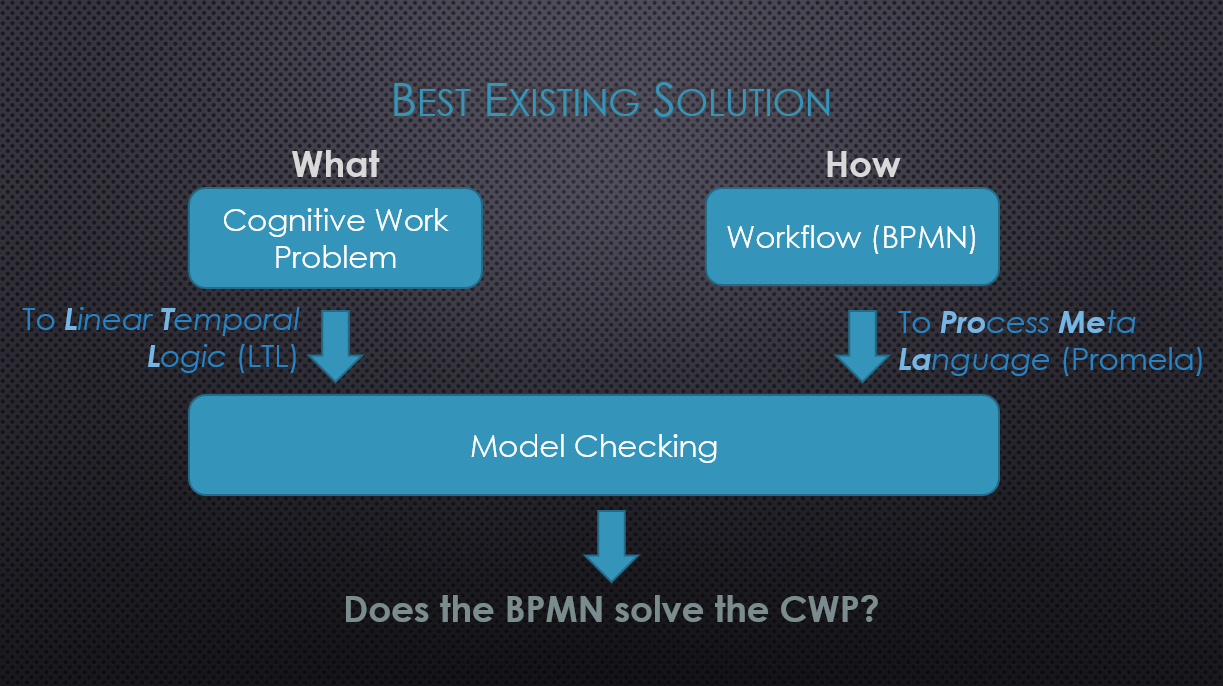 Best Existing Solution
What
How
Cognitive Work
Problem
Workflow (BPMN)
To Linear Temporal
Logic (LTL)
To Process Meta
Language (Promela)
Model Checking
Does the BPMN solve the CWP?